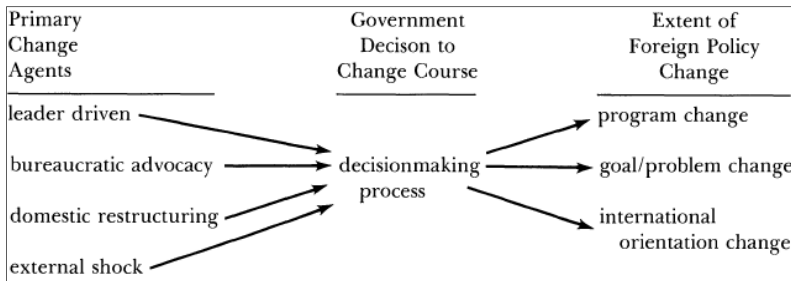 Primary
Change
Agents
Government
Decison to
Change Course
Extent of
Foreign Policy
Change
leader driven
bureaucratic advocacy
domestic restructuring
external shock
decisionmaking
process
program change
goal/problem change
international
orientation change